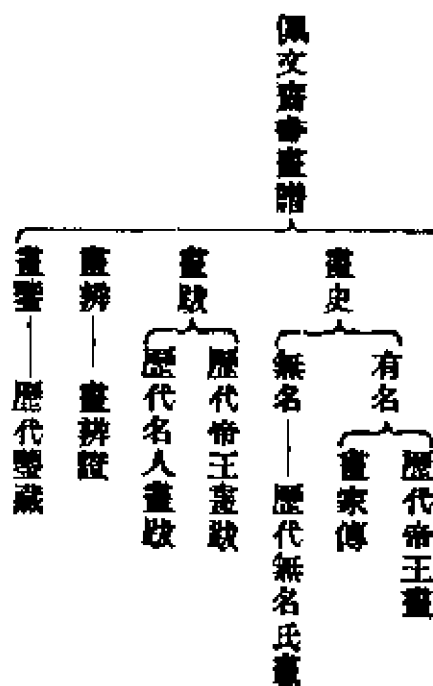 佩文齋書畫譜
畫史
有名
歷代帝王畫
畫家傳
無名
歷代無名氏畫
畫跋
歷代帝王畫跋
歷代名人畫跋
畫辨
畫辨證
畫鑒
歷代鑒藏